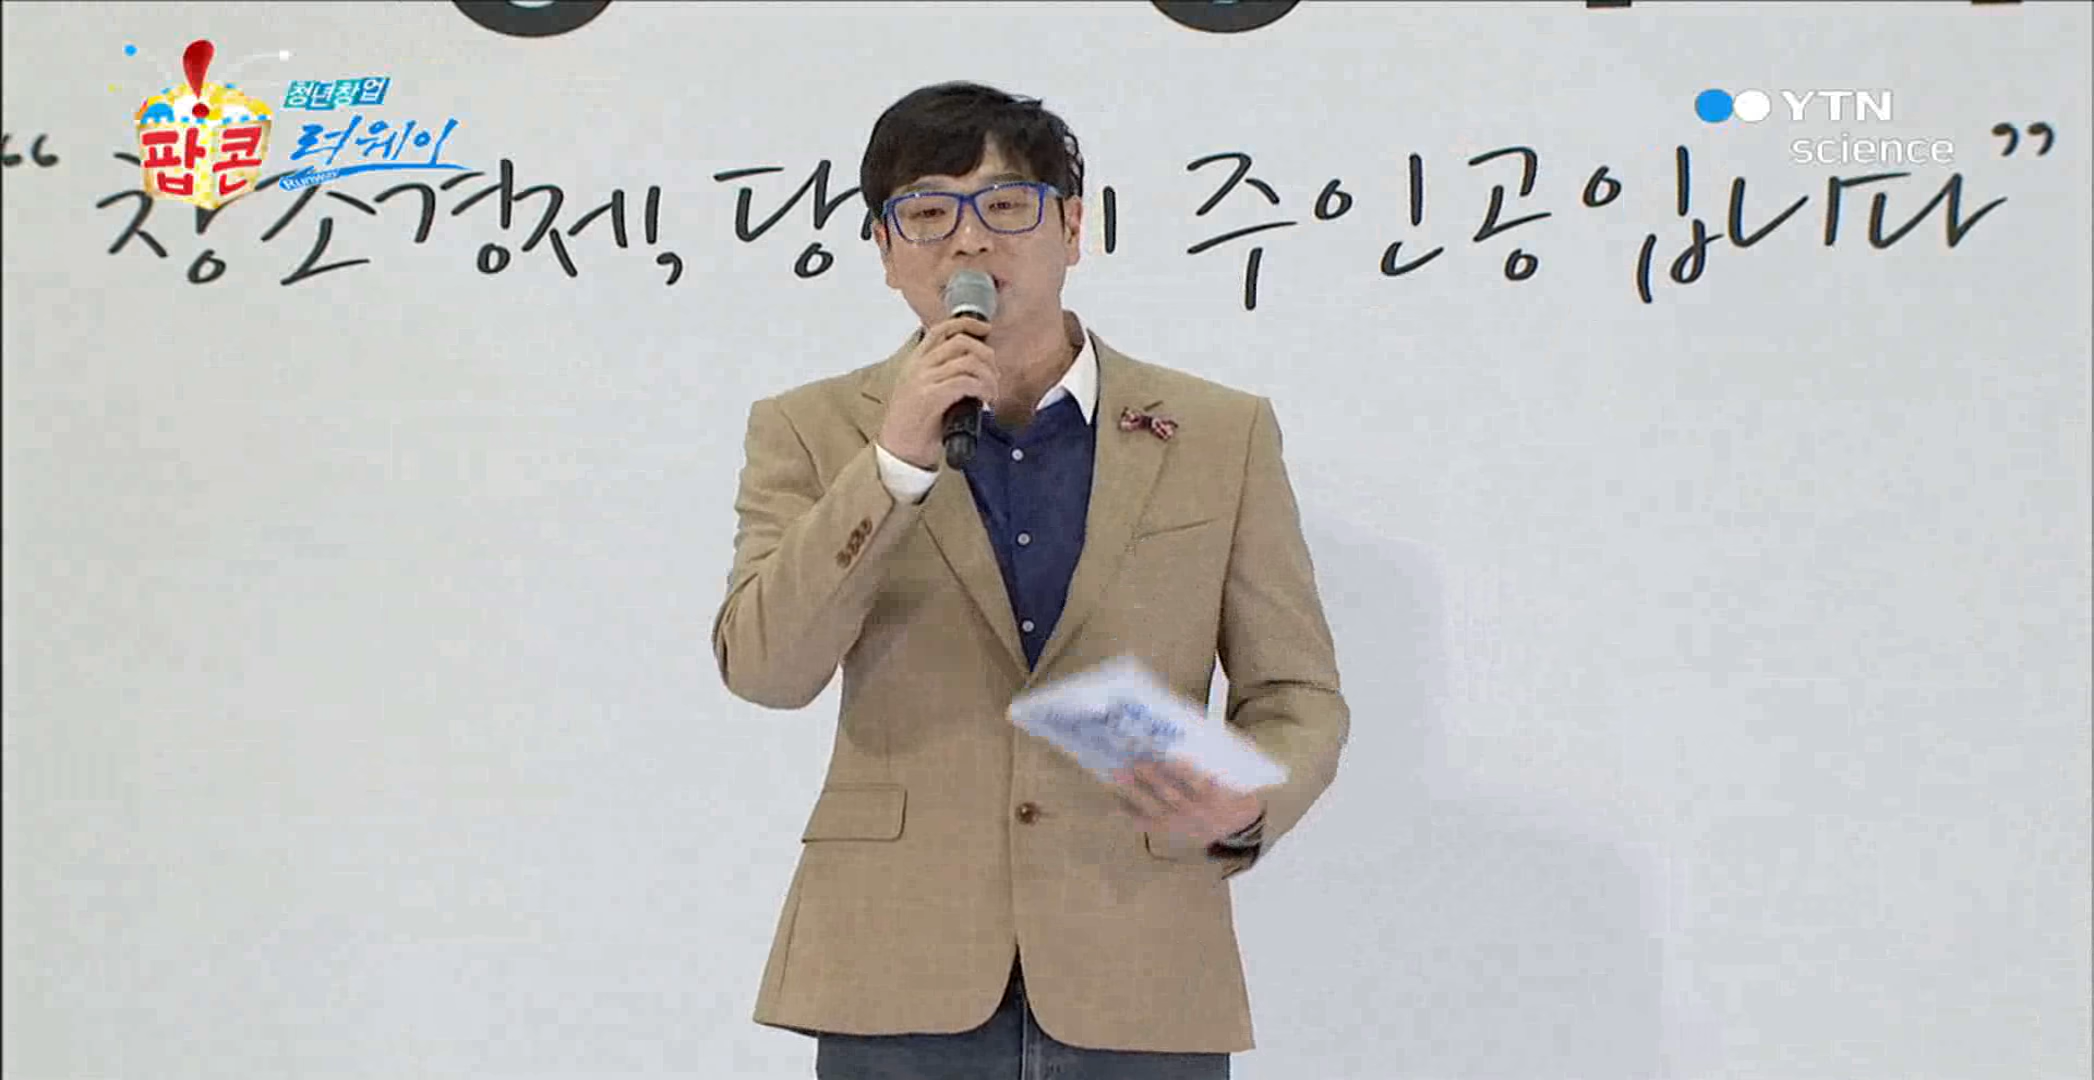 팝콘
청년창업
런웨이
Runway
YTN
science
“창조경제, 당 주인공입니다”